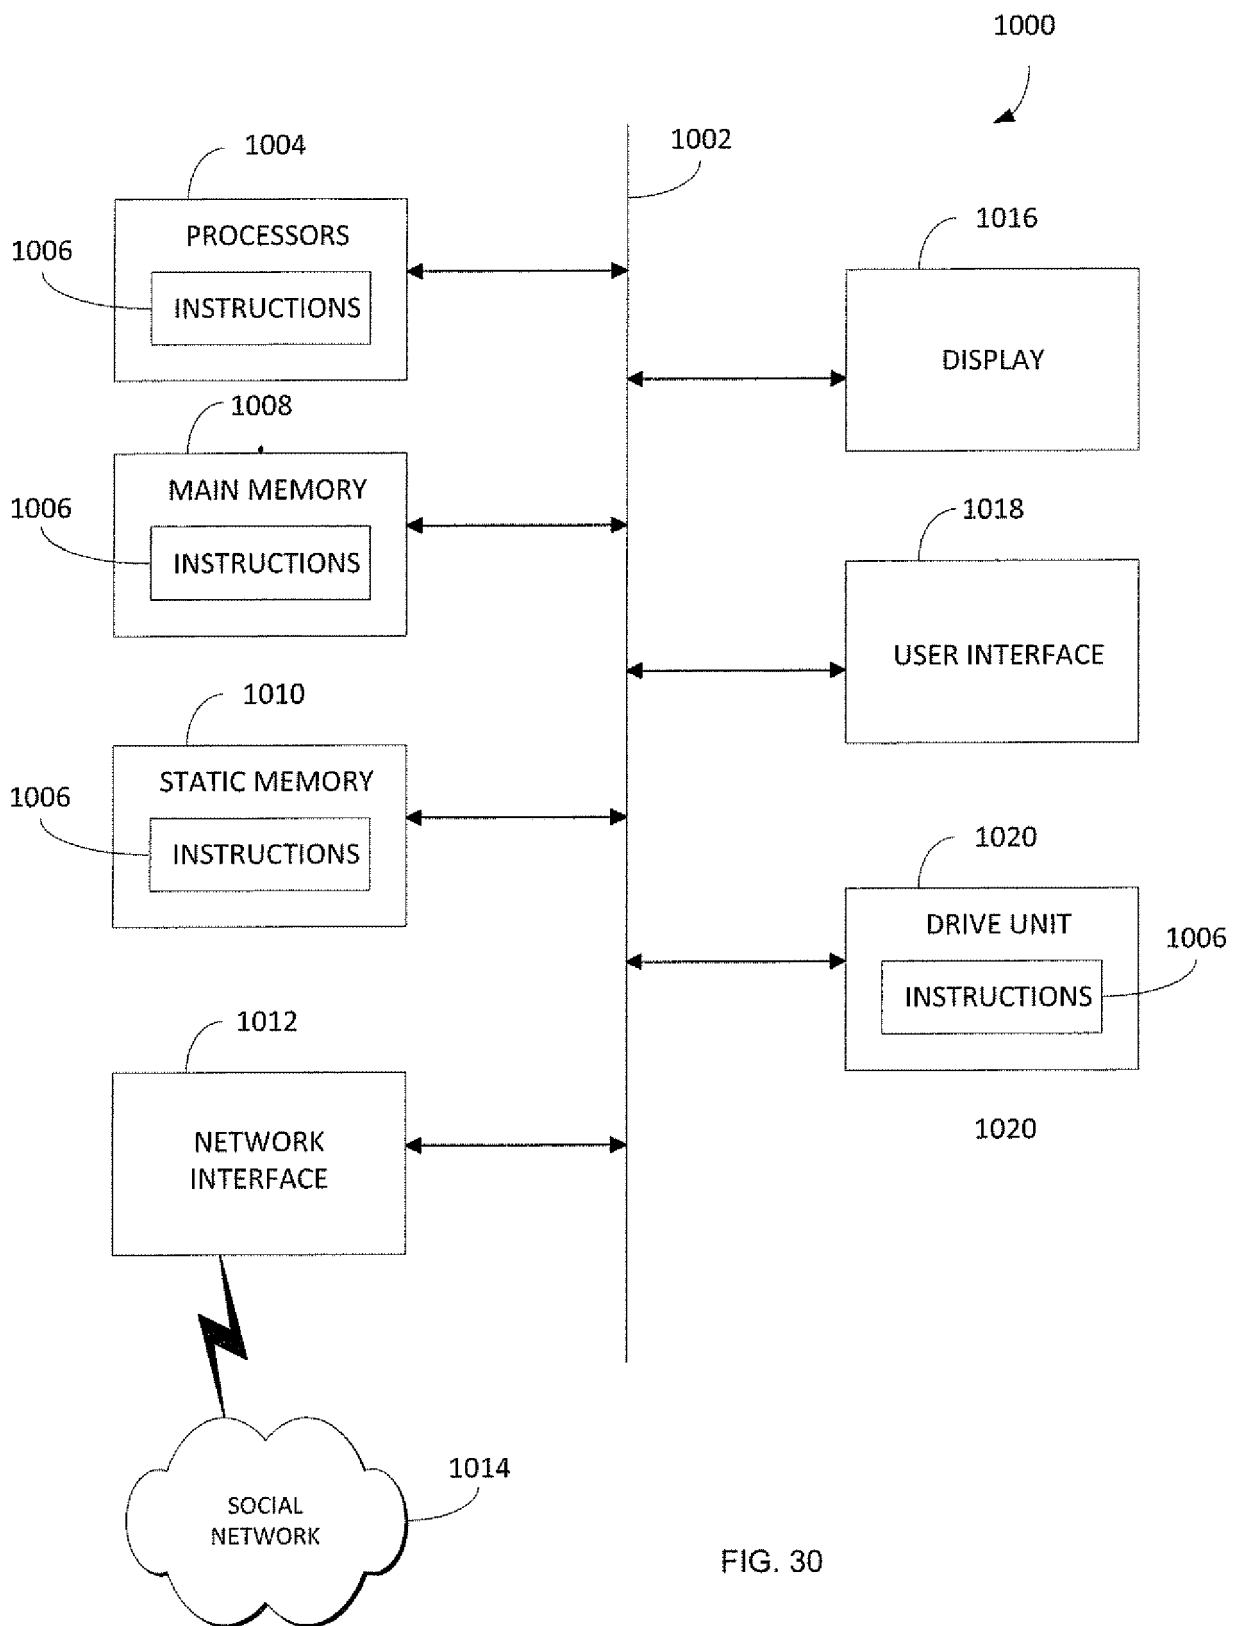 1000
1004
1002
PROCESSORS
1006
INSTRUCTIONS
1016
DISPLAY
1008
MAIN MEMORY
1006
INSTRUCTIONS
1018
USER INTERFACE
1010
STATIC MEMORY
1006
INSTRUCTIONS
1020
DRIVE UNIT
1006
INSTRUCTIONS
1012
NETWORK
INTERFACE
1020
1014
SOCIAL
NETWORK
FIG. 30